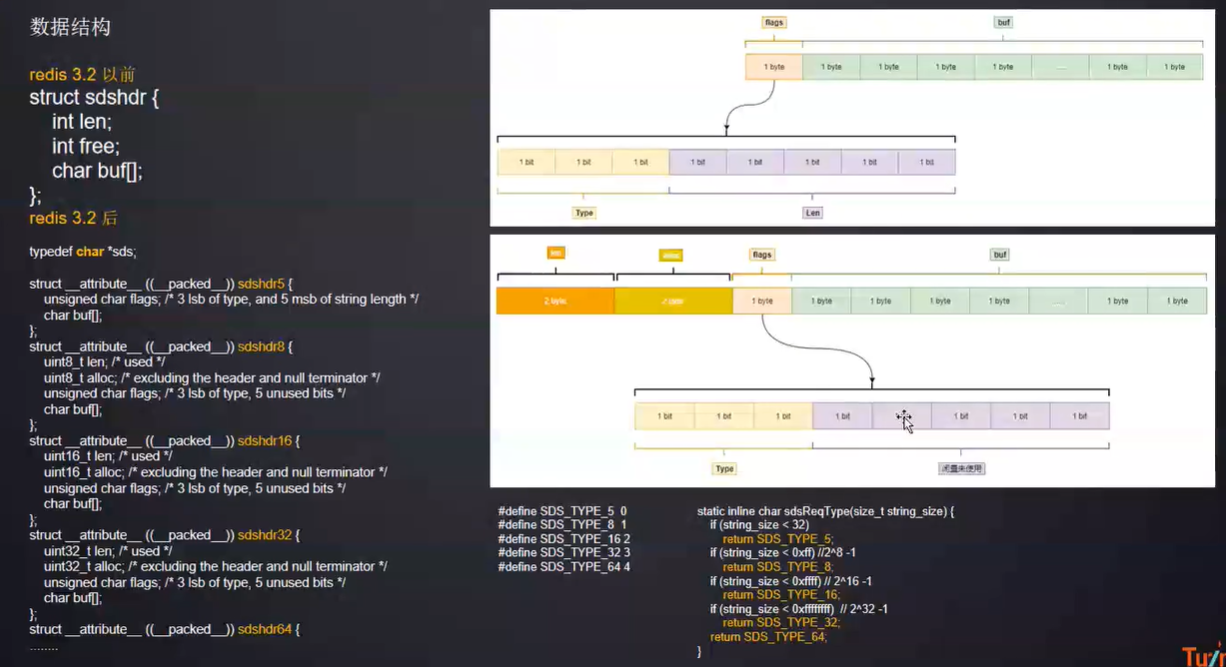 数据结构
redis 3.2 以前
struct sdshdr {
int len;
int free;
char buf[];
};
redis 3.2 后
typedef char *sds;
struct __attribute__ ((__packed__)) sdshdr5 {
unsigned char flags; /* 3 lsb of type, and 5 msb of string length */
char buf[];
};
struct __attribute__ ((__packed__)) sdshdr8 {
uint8_t len; /* used */
uint8_t alloc; /* excluding the header and null terminator */
unsigned char flags; /* 3 lsb of type, 5 unused bits */
char buf[];
};
struct __attribute__ ((__packed__)) sdshdr16 {
uint16_t len; /* used */
uint16_t alloc; /* excluding the header and null terminator */
unsigned char flags; /* 3 lsb of type, 5 unused bits */
char buf[];
};
struct __attribute__ ((__packed__)) sdshdr32 {
uint32_t len; /* used */
uint32_t alloc; /* excluding the header and null terminator */
unsigned char flags; /* 3 lsb of type, 5 unused bits */
char buf[];
};
struct __attribute__ ((__packed__)) sdshdr64 {
........
flags buf
1 byte 1 byte 1 byte 1 byte 1 byte ...... 1 byte 1 byte
1 bit 1 bit 1 bit 1 bit 1 bit 1 bit 1 bit 1 bit
Type Len
len alloc flags buf
2 byte 2 byte 1 byte 1 byte 1 byte 1 byte 1 byte ...... 1 byte 1 byte
1 bit 1 bit 1 bit 1 bit 1 bit 1 bit 1 bit
Type 闲置未使用
#define SDS_TYPE_5 0
#define SDS_TYPE_8 1
#define SDS_TYPE_16 2
#define SDS_TYPE_32 3
#define SDS_TYPE_64 4
static inline char sdsReqType(size_t string_size) {
if (string_size < 32)
return SDS_TYPE_5;
if (string_size < 0xff) //2^8 -1
return SDS_TYPE_8;
if (string_size < 0xffff) // 2^16 -1
return SDS_TYPE_16;
if (string_size < 0xffffffff) // 2^32 -1
return SDS_TYPE_32;
return SDS_TYPE_64;
}